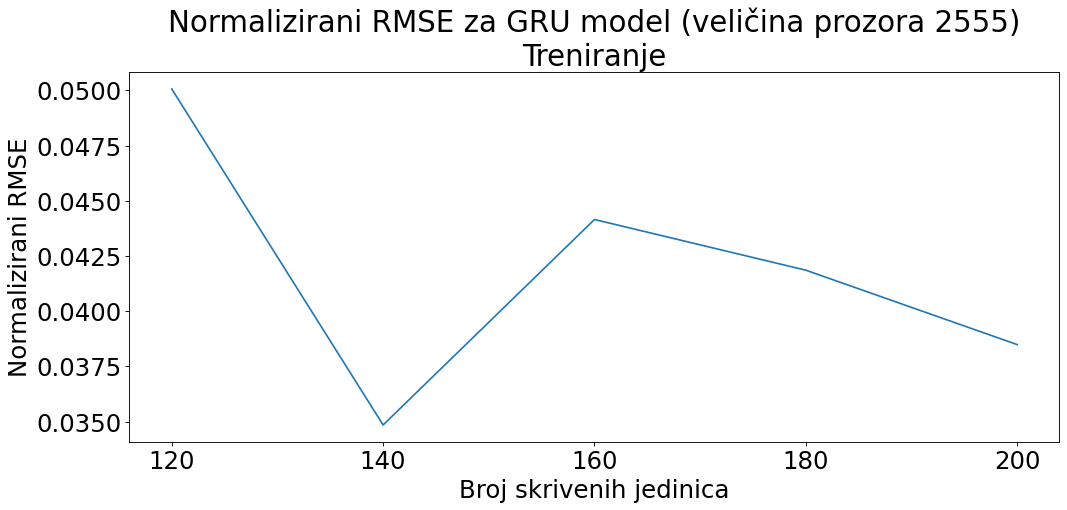 Normalizirani RMSE za GRU model (veličina prozora 2555)
Treniranje
Normalizirani RMSE
0.0500
0.0475
0.0450
0.0425
0.0400
0.0375
0.0350
120 140 160 180 200
Broj skrivenih jedinica